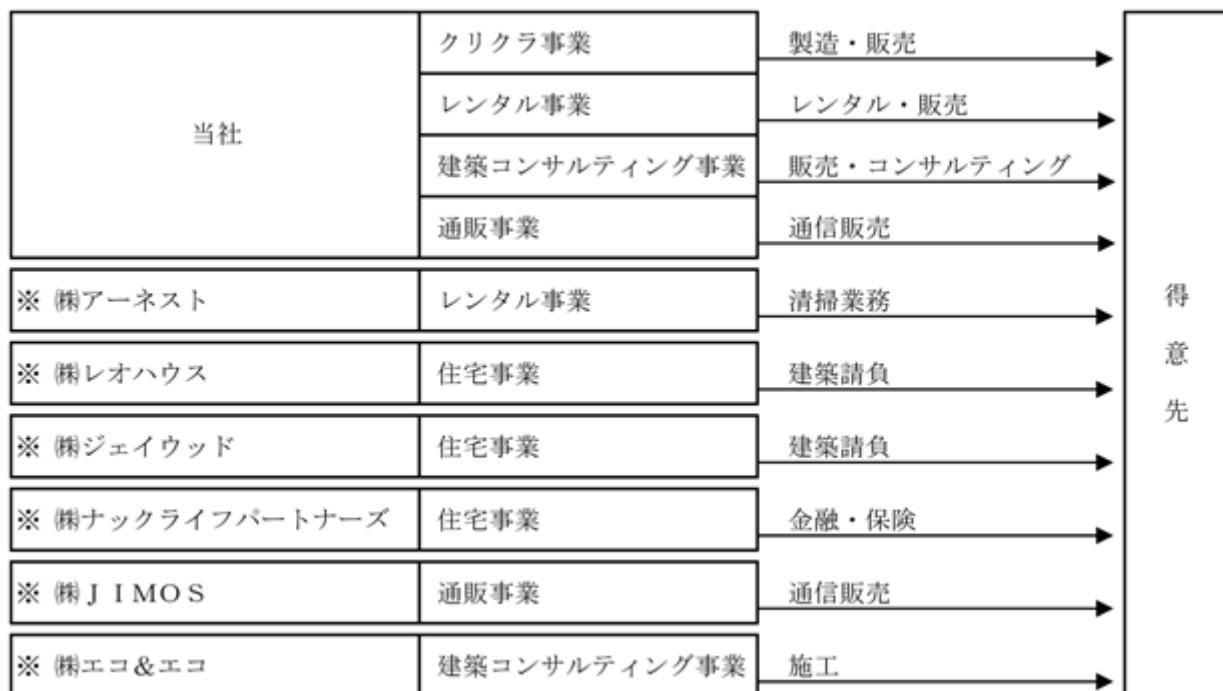 当社
クリクラ事業 製造・販売
レンタル事業 レンタル・販売
建築コンサルティング事業 販売・コンサルティング
通販事業 通信販売
※ ㈱アーネスト レンタル事業 清掃業務
※ ㈱レオハウス 住宅事業 建築請負
※ ㈱ジェイウッド 住宅事業 建築請負
※ ㈱ナックライフパートナーズ 住宅事業 金融・保険
※ ㈱ＪＩＭＯＳ 通販事業 通信販売
※ ㈱エコ&エコ 建築コンサルティング事業 施工
得意先